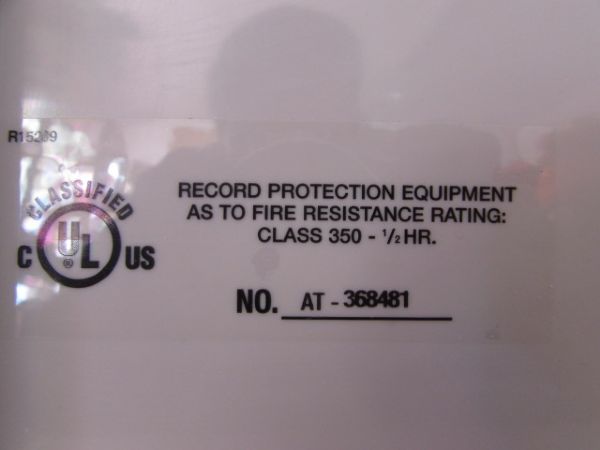 R15209
CLASSIFIED
C UL® US
RECORD PROTECTION EQUIPMENT
AS TO FIRE RESISTANCE RATING:
CLASS 350 - ½ HR.
NO. AT - 368481